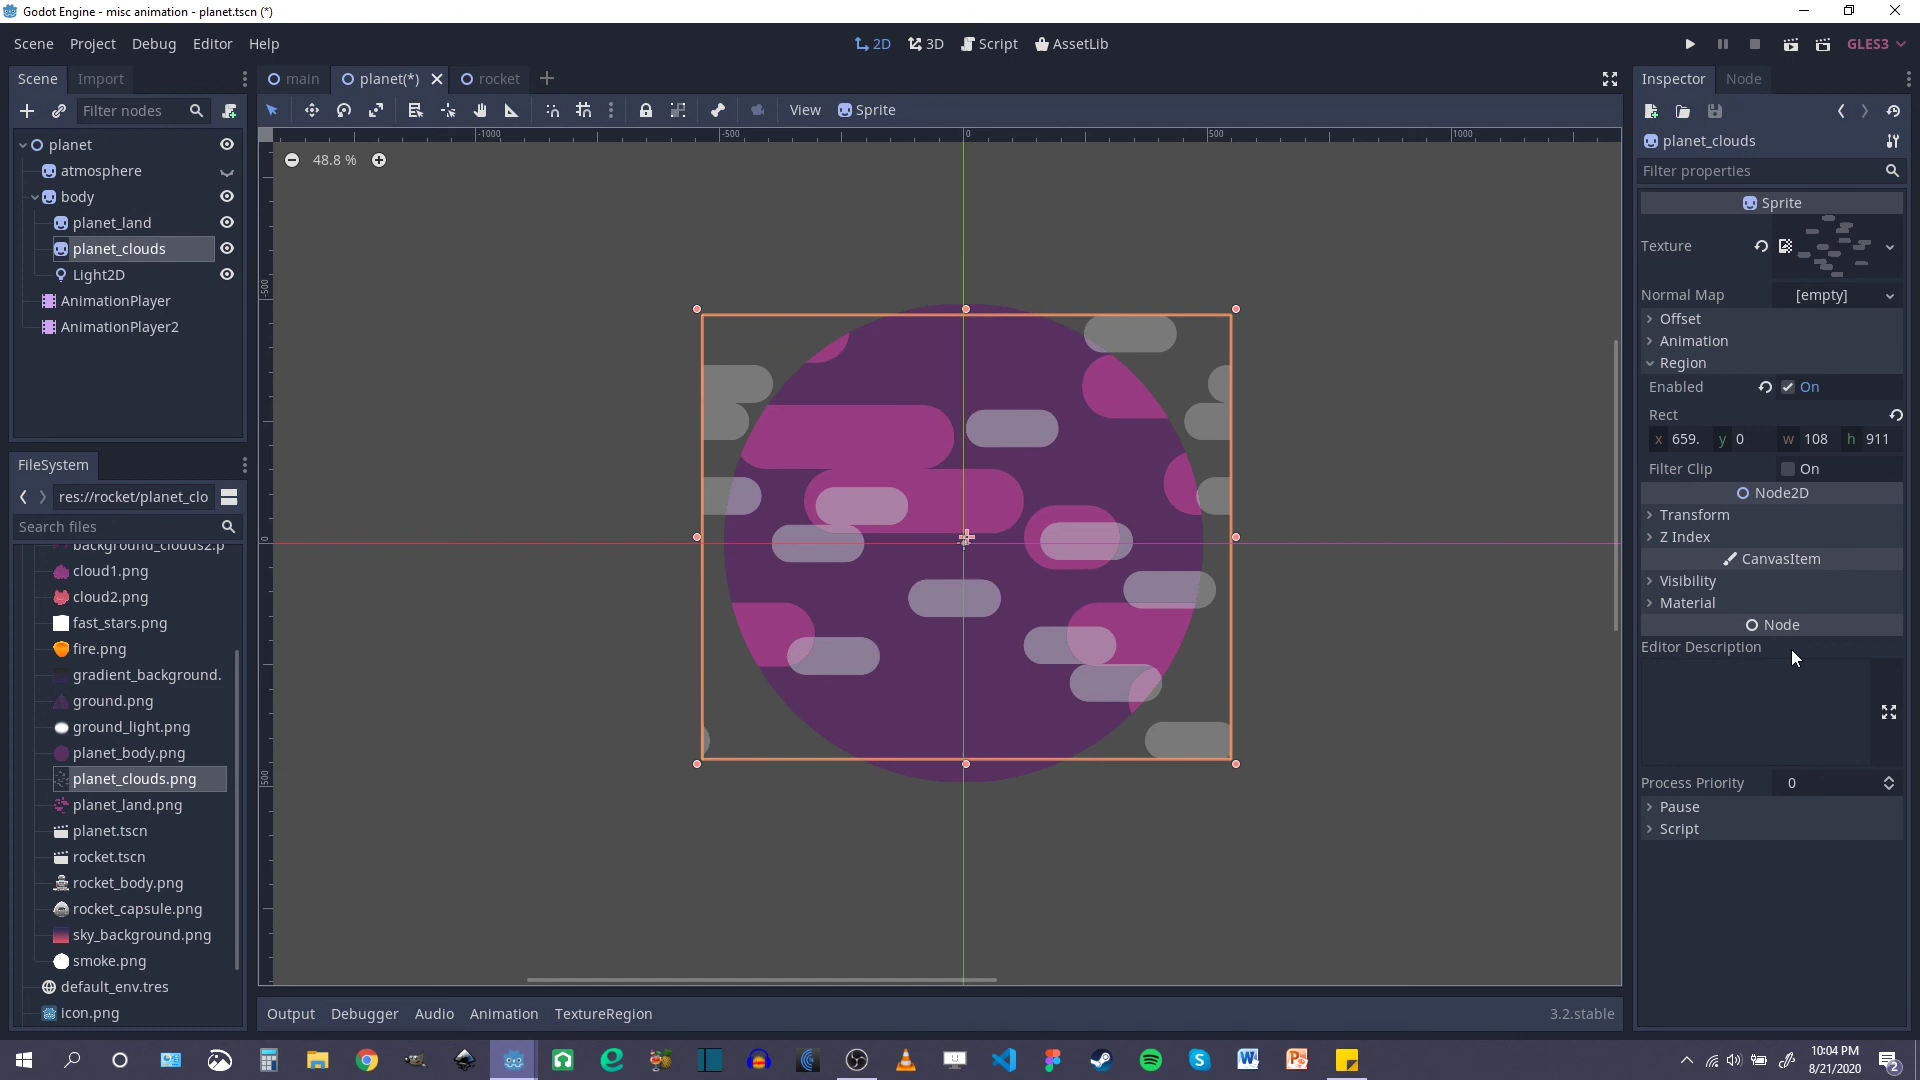 Godot Engine - misc animation - planet.tscn (*)
Scene Project Debug Editor Help
2D 3D Script AssetLib
GLES3
Scene Import
main planet(*) rocket
Inspector Node
Filter nodes
View Sprite
planet
atmosphere
body
planet_land
planet_clouds
Light2D
AnimationPlayer
AnimationPlayer2
-1000 -500 0 500 1000
48.8 %
-500
0
500
planet_clouds
Filter properties
Sprite
Texture
Normal Map [empty]
Offset
Animation
Region
Enabled On
Rect
x 659. y 0 w 108 h 911
Filter Clip On
Node2D
Transform
Z Index
CanvasItem
Visibility
Material
Node
Editor Description
Process Priority 0
Pause
Script
FileSystem
res://rocket/planet_clo
Search files
background_clouds2.p
cloud1.png
cloud2.png
fast_stars.png
fire.png
gradient_background.
ground.png
ground_light.png
planet_body.png
planet_clouds.png
planet_land.png
planet.tscn
rocket.tscn
rocket_body.png
rocket_capsule.png
sky_background.png
smoke.png
default_env.tres
icon.png
Output Debugger Audio Animation TextureRegion
3.2.stable
10:04 PM
8/21/2020
2